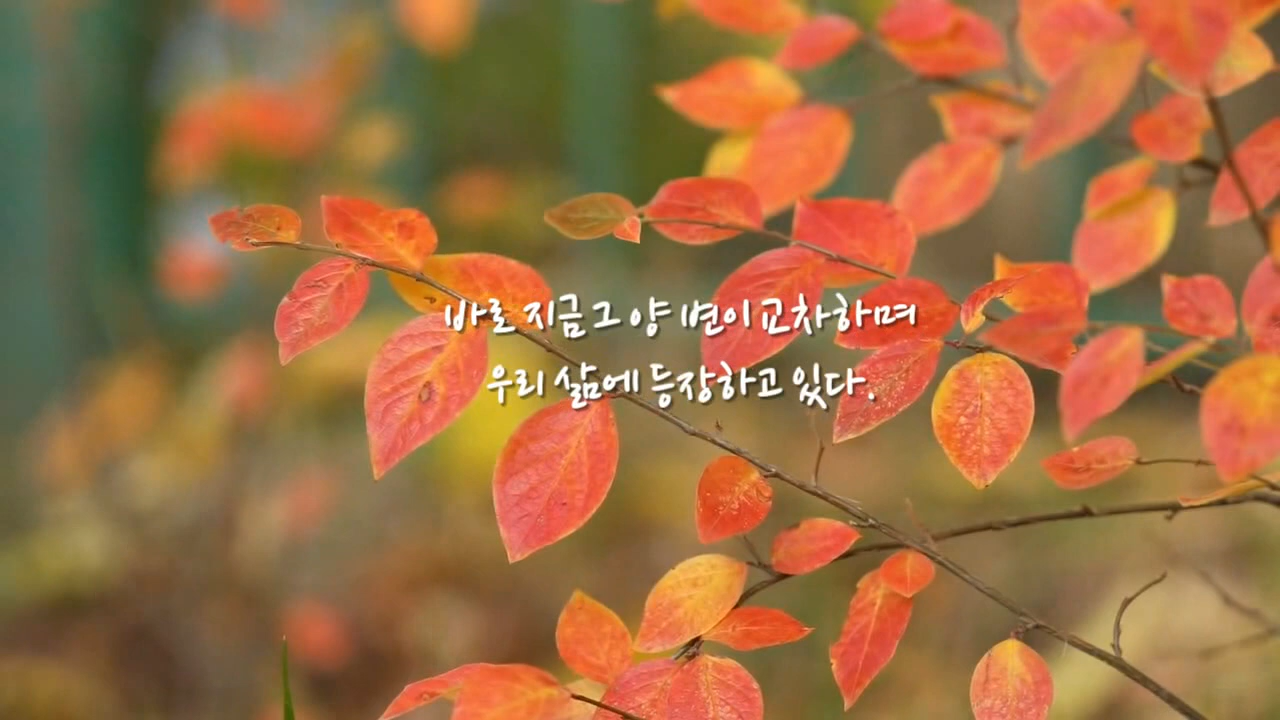 바로 지금 그 양 변이 교차하며
우리 삶에 등장하고 있다.